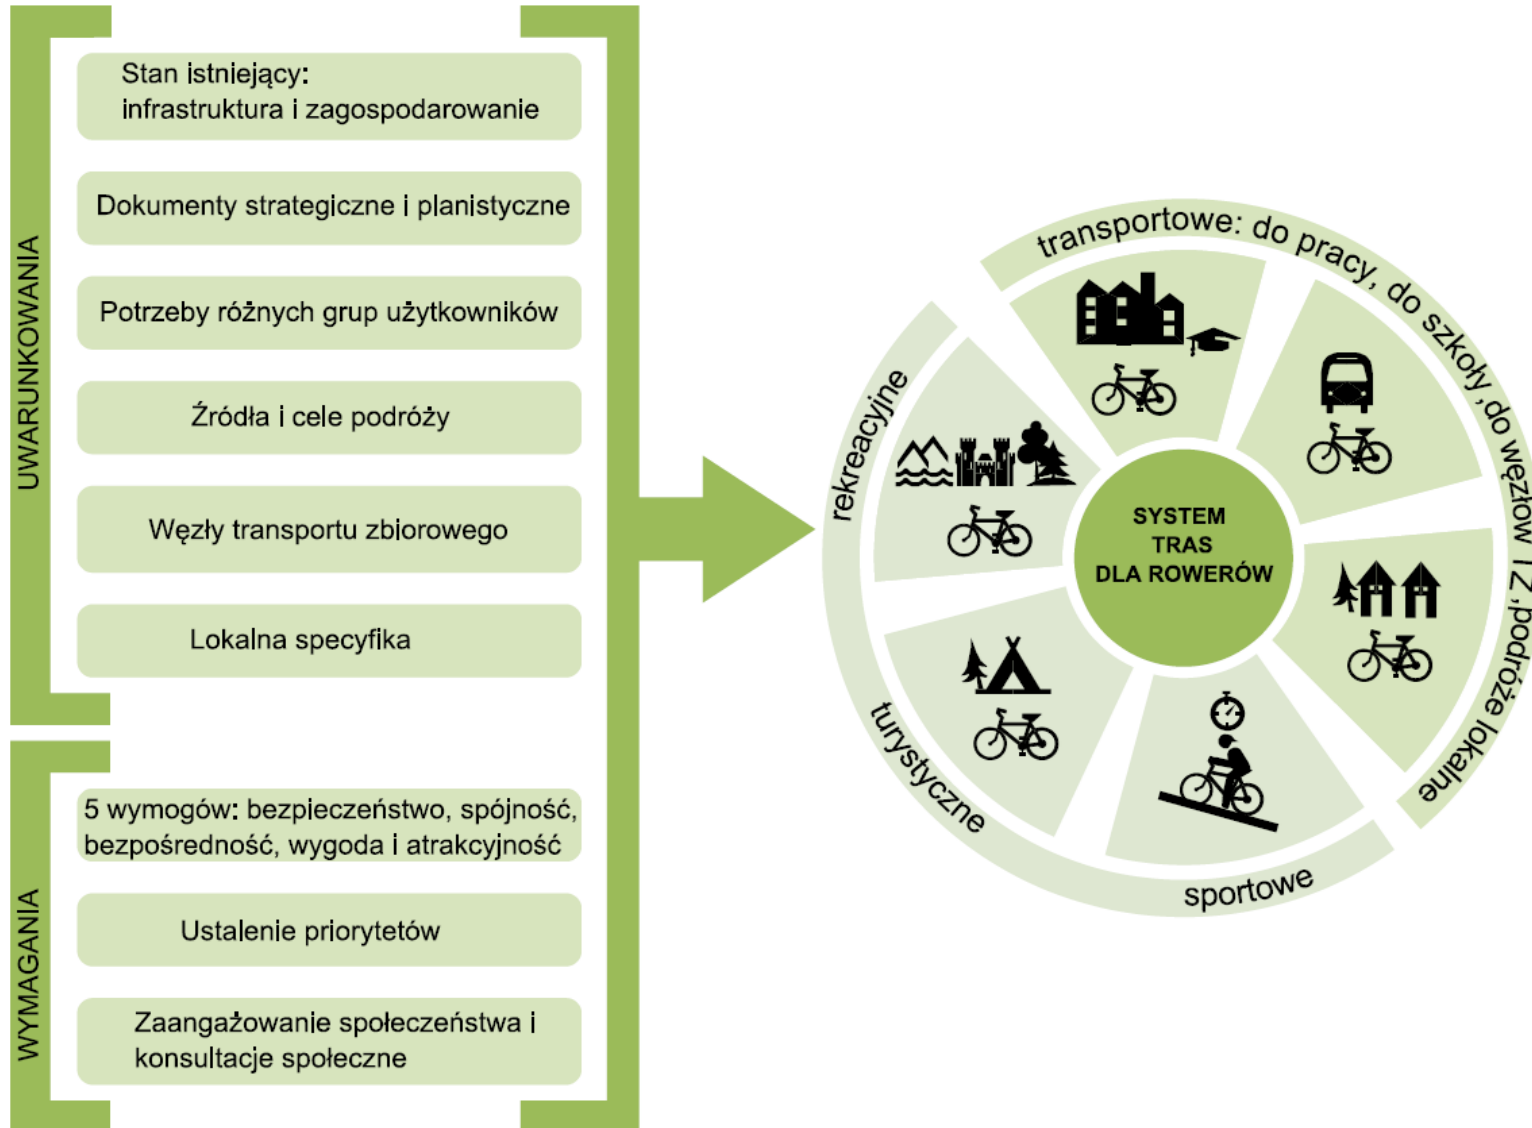 UWARUNKOWANIA
Stan istniejący:
infrastruktura i zagospodarowanie
Dokumenty strategiczne i planistyczne
Potrzeby różnych grup użytkowników
Źródła i cele podróży
Węzły transportu zbiorowego
Lokalna specyfika
WYMAGANIA
5 wymogów: bezpieczeństwo, spójność,
bezpośredność, wygoda i atrakcyjność
Ustalenie priorytetów
Zaangażowanie społeczeństwa i
konsultacje społeczne
transportowe: do pracy, do szkoły ,do węzłow TZ ,podróże lokalne
rekreacyjne
turystyczne
sportowe
SYSTEM
TRAS
DLA ROWERÓW